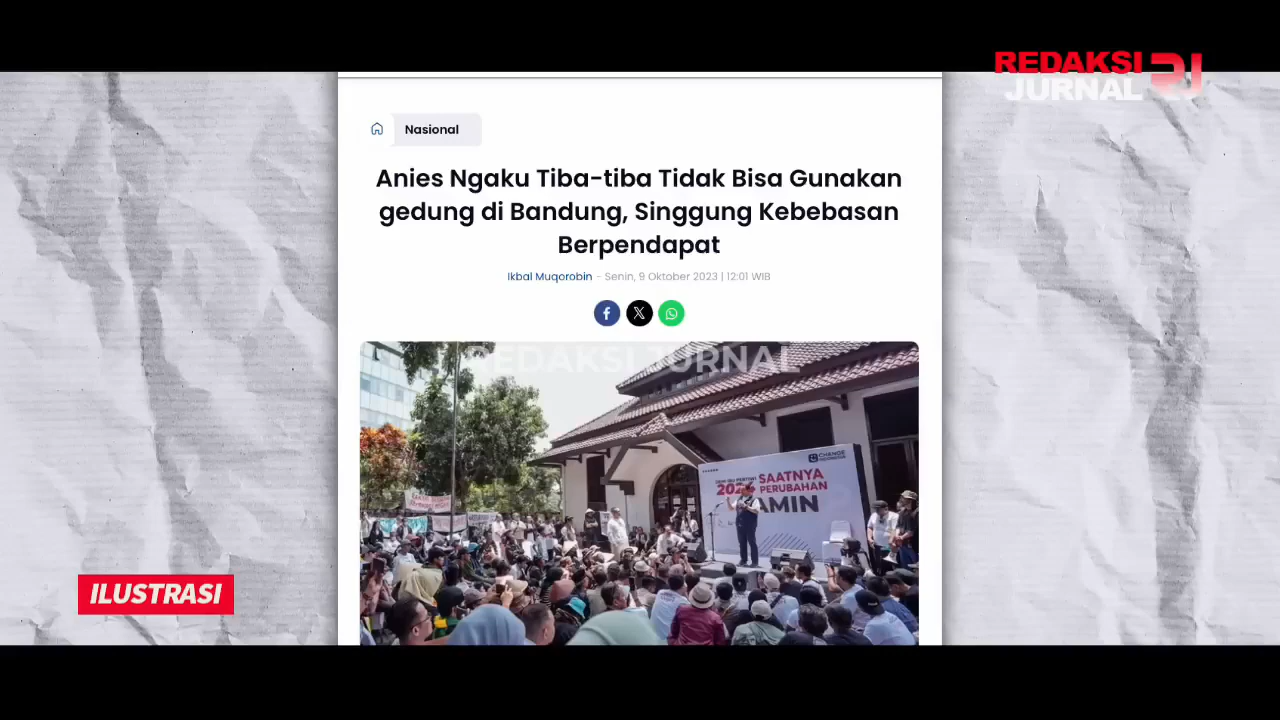 REDAKSI
JURNAL
Nasional
Anies Ngaku Tiba-tiba Tidak Bisa Gunakan
gedung di Bandung, Singgung Kebebasan
Berpendapat
Ikbal Muqorobin - Senin, 9 Oktober 2023 | 12:01 WIB
REDAKSI JURNAL
CHANGE
SAATNYA
PERUBAHAN
AMIN
ILUSTRASI